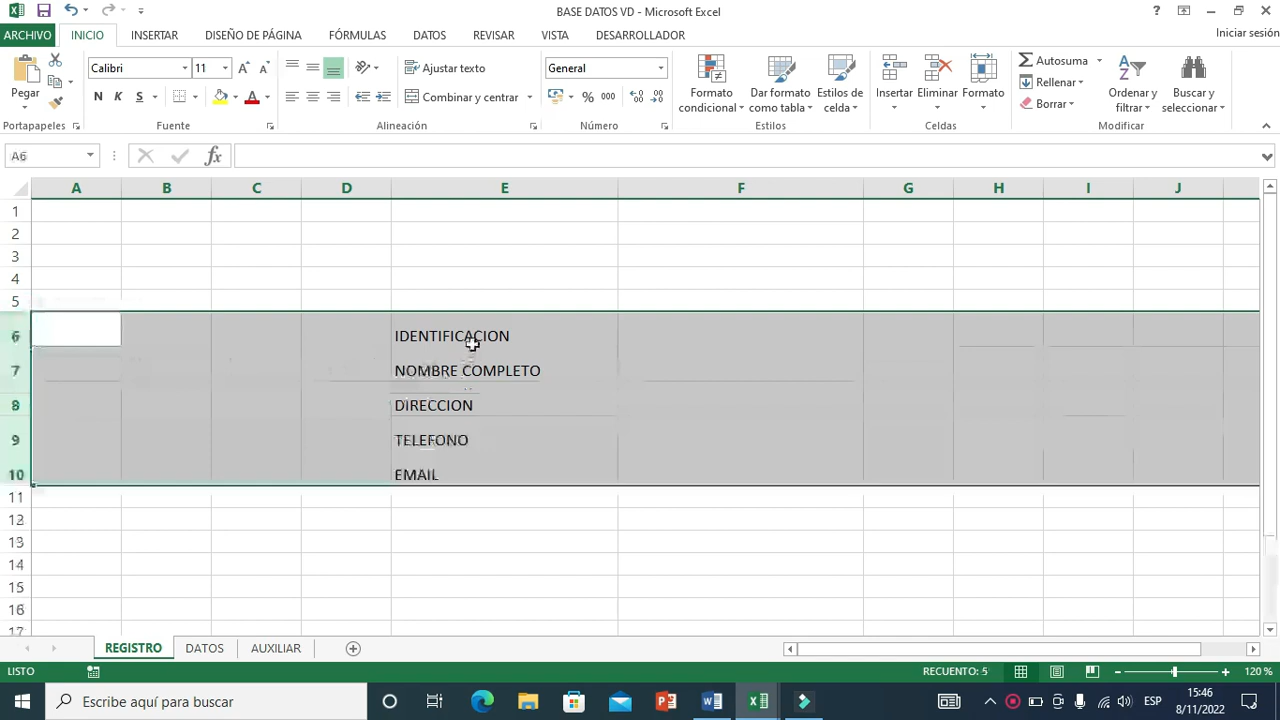 BASE DATOS VD - Microsoft Excel
ARCHIVO INICIO INSERTAR DISEÑO DE PÁGINA FÓRMULAS DATOS REVISAR VISTA DESARROLLADOR Iniciar sesión
Pegar
Portapapeles
Calibri 11
N K S
Fuente
Ajustar texto
Combinar y centrar
Alineación
General
% 000
Número
Formato condicional
Dar formato como tabla
Estilos de celda
Estilos
Insertar
Eliminar
Formato
Celdas
Autosuma
Rellenar
Borrar
Ordenar y filtrar
Buscar y seleccionar
Modificar
A6 fx
A B C D E F G H I J
1
2
3
4
5
6 IDENTIFICACION
7 NOMBRE COMPLETO
8 DIRECCION
9 TELEFONO
10 EMAIL
11
12
13
14
15
16
17
REGISTRO DATOS AUXILIAR
LISTO RECUENTO: 5 120 %
Escribe aquí para buscar
ESP
15:46
8/11/2022